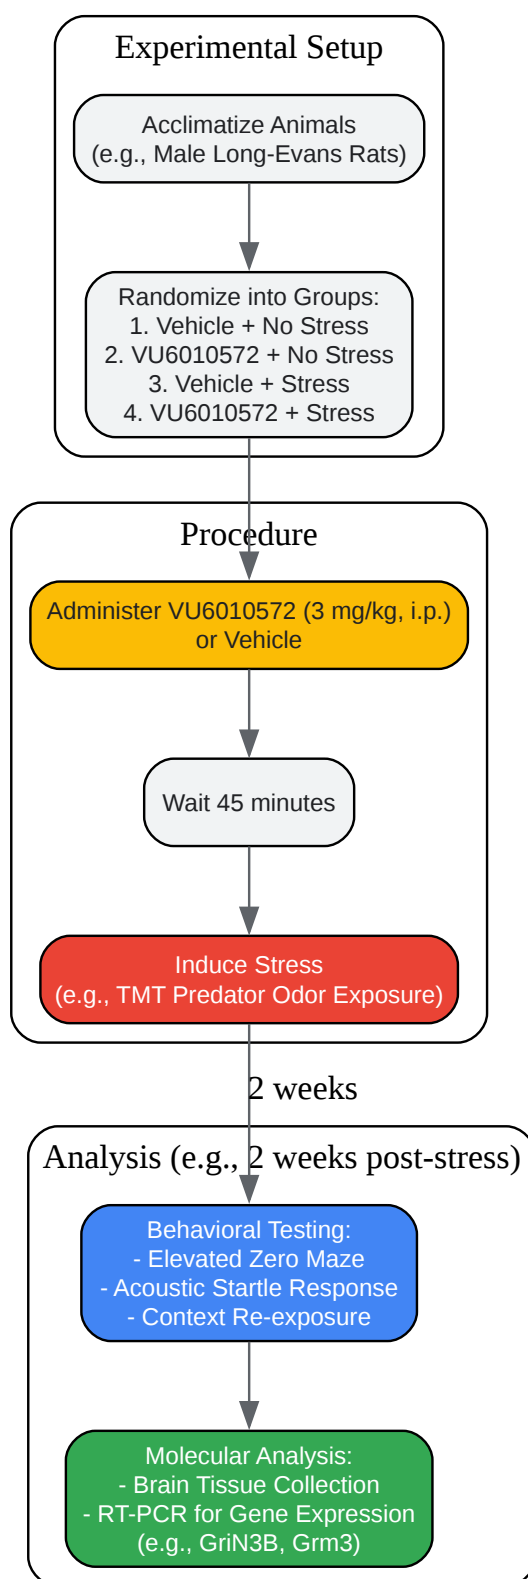 Experimental Setup
Acclimatize Animals
(e.g., Male Long-Evans Rats)
Randomize into Groups:
1. Vehicle + No Stress
2. VU6010572 + No Stress
3. Vehicle + Stress
4. VU6010572 + Stress
Procedure
Administer VU6010572 (3 mg/kg, i.p.)
or Vehicle
Wait 45 minutes
Induce Stress
(e.g., TMT Predator Odor Exposure)
2 weeks
Analysis (e.g., 2 weeks post-stress)
Behavioral Testing:
- Elevated Zero Maze
- Acoustic Startle Response
- Context Re-exposure
Molecular Analysis:
- Brain Tissue Collection
- RT-PCR for Gene Expression
(e.g., GriN3B, Grm3)